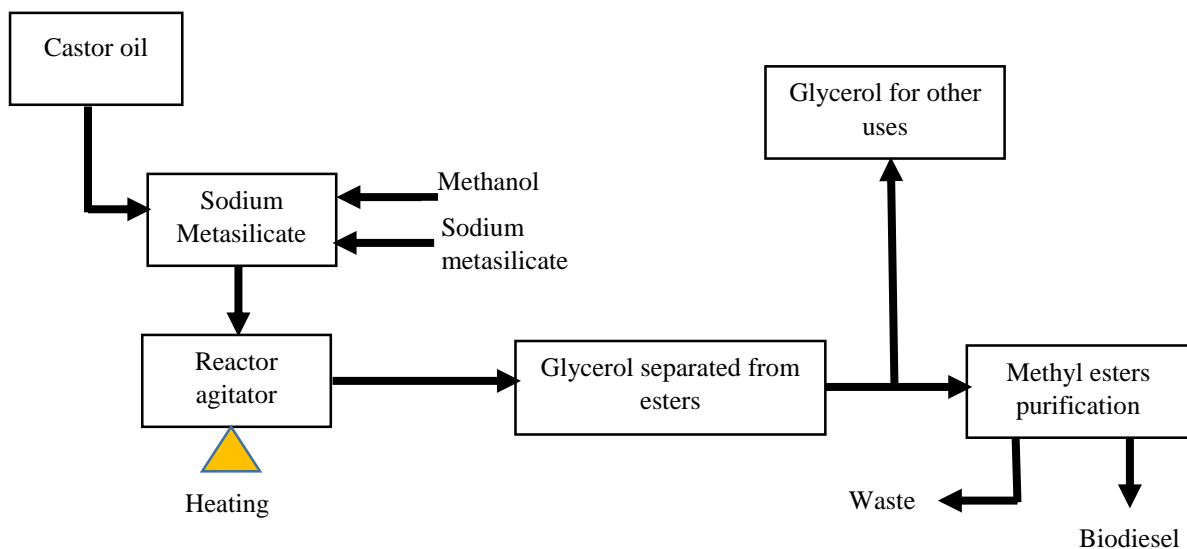 Castor oil
Glycerol for other
uses
Methanol
Sodium
Metasilicate
Sodium
metasilicate
Reactor
agitator
Glycerol separated from
esters
Methyl esters
purification
Heating
Waste
Biodiesel